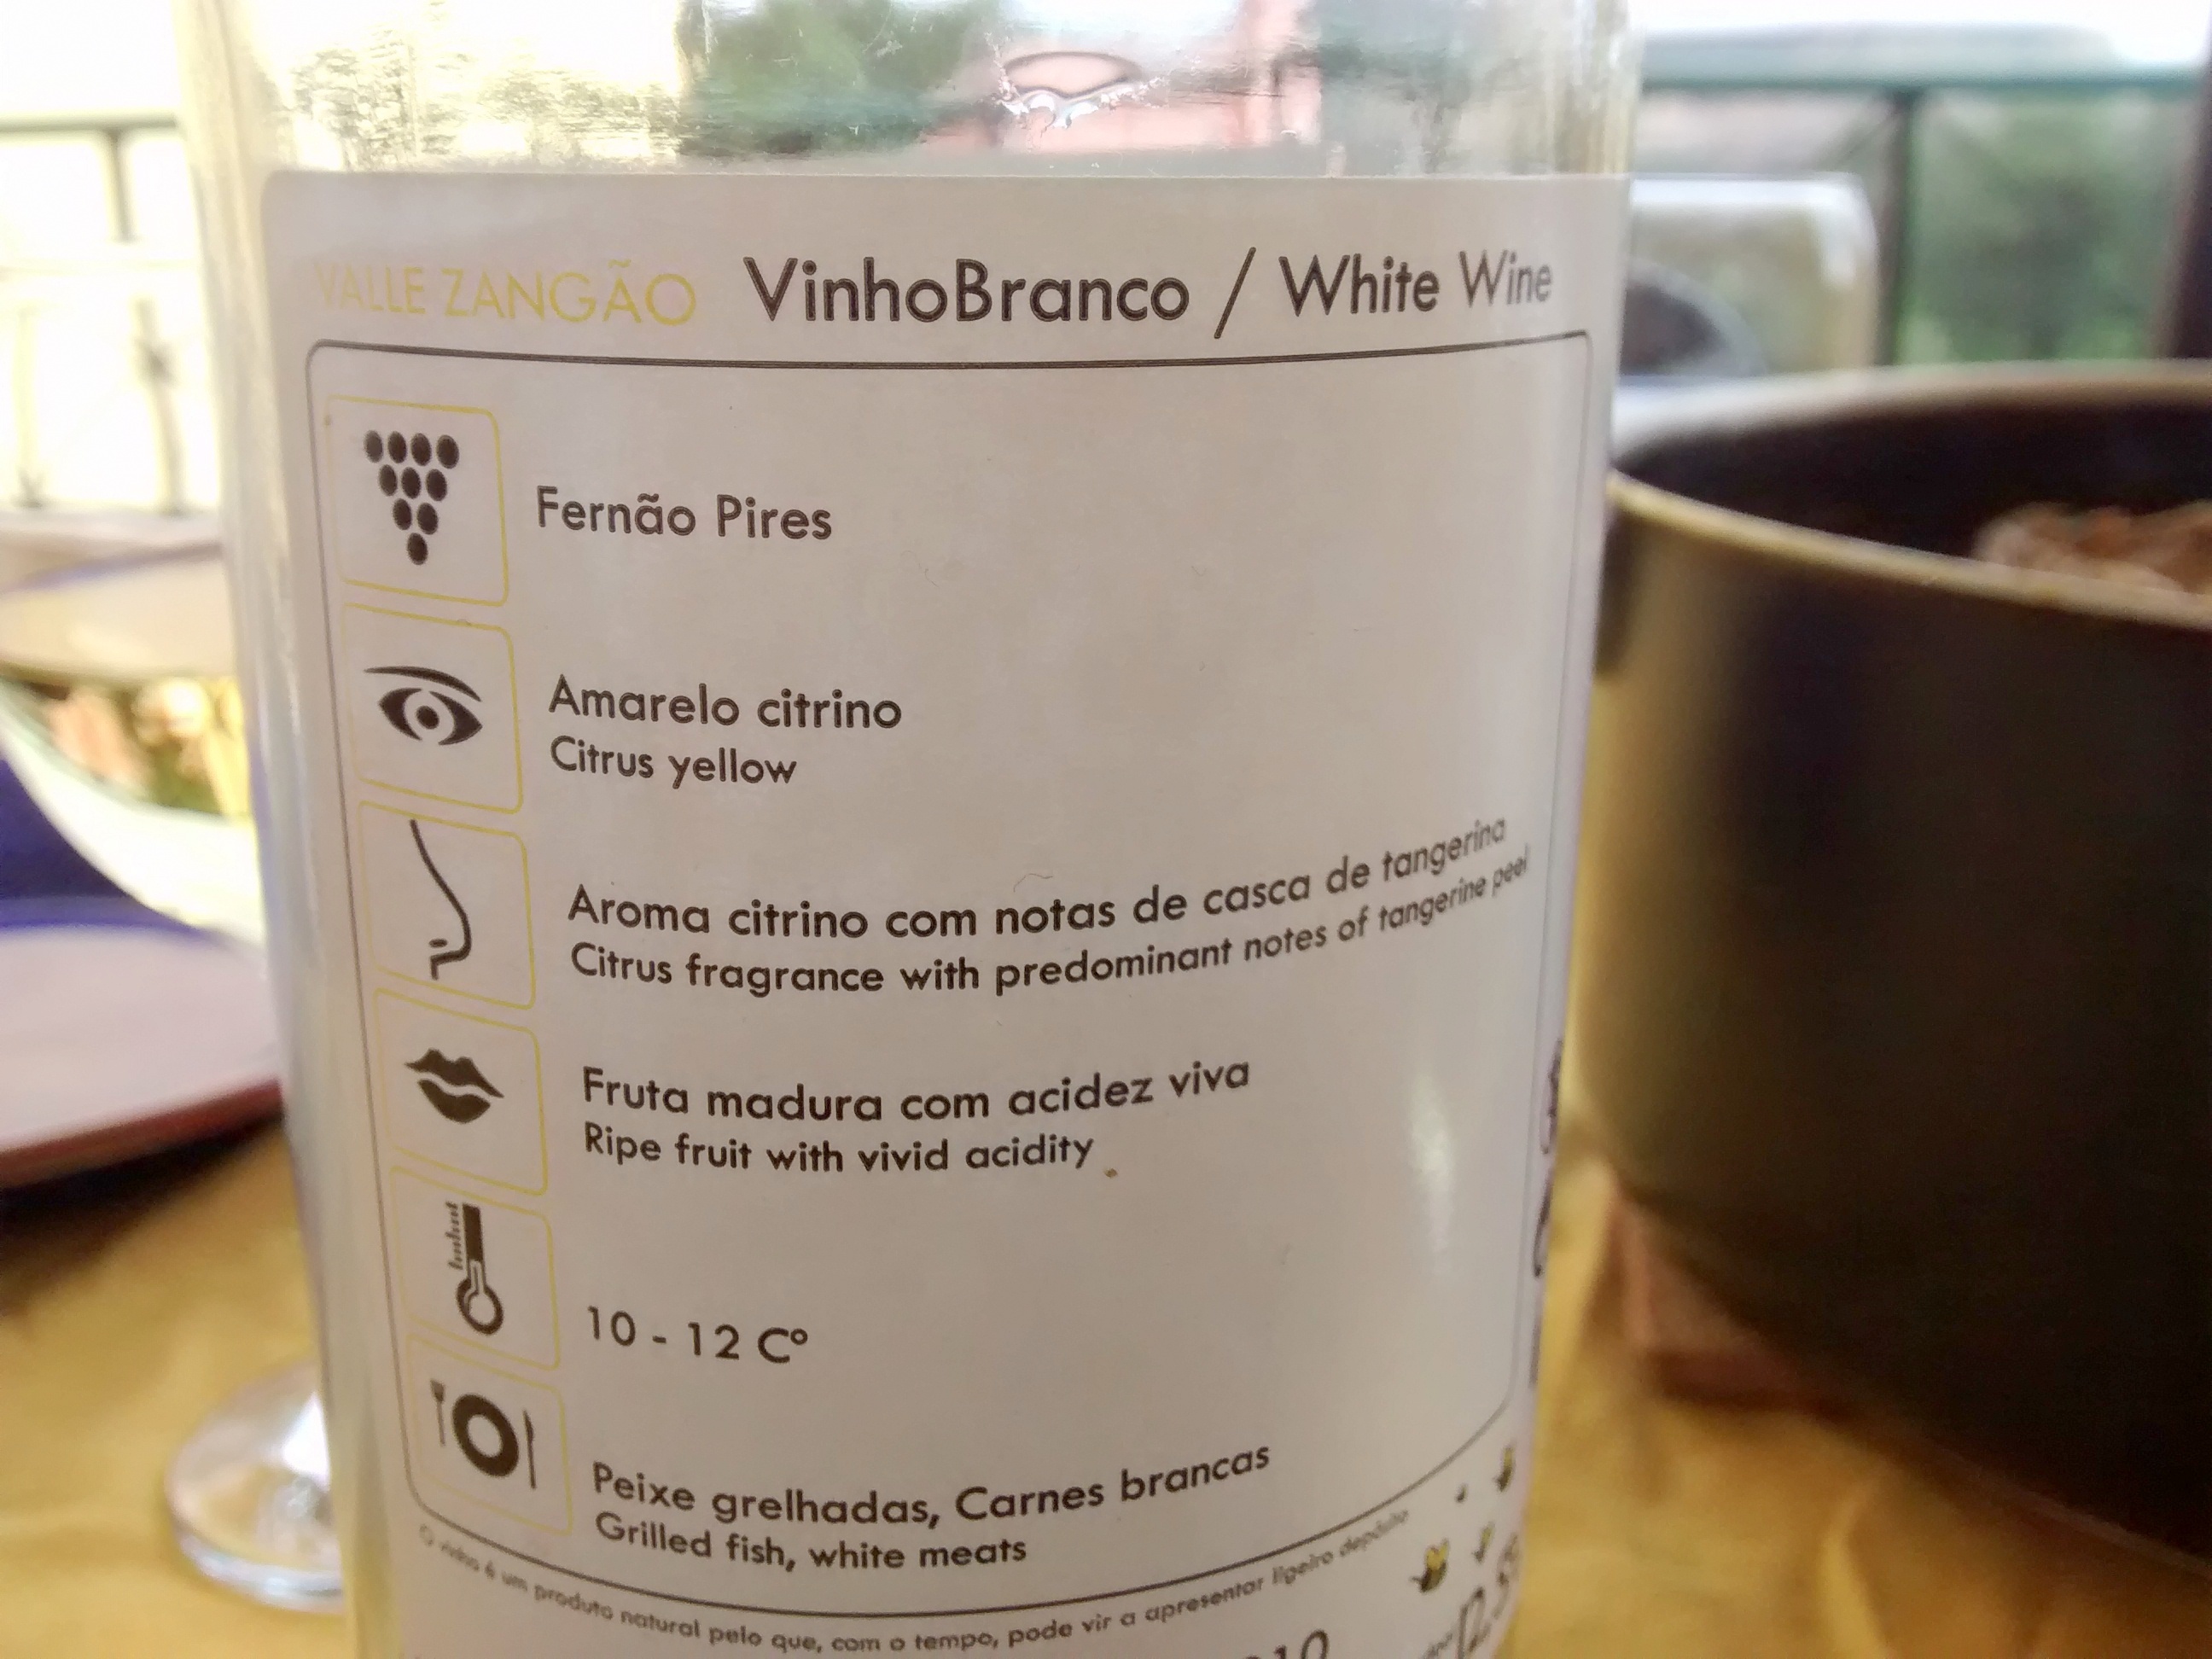 VALLE ZANGÃO VinhoBranco / White Wine
Fernão Pires
Amarelo citrino
Citrus yellow
Aroma citrino com notas de casca de tangerina
Citrus fragrance with predominant notes of tangerine peel
Fruta madura com acidez viva
Ripe fruit with vivid acidity
10 - 12 Cº
Peixe grelhadas, Carnes brancas
Grilled fish, white meats
O vinho é um produto natural pelo que, com o tempo, pode vir a apresentar ligeiro depósito